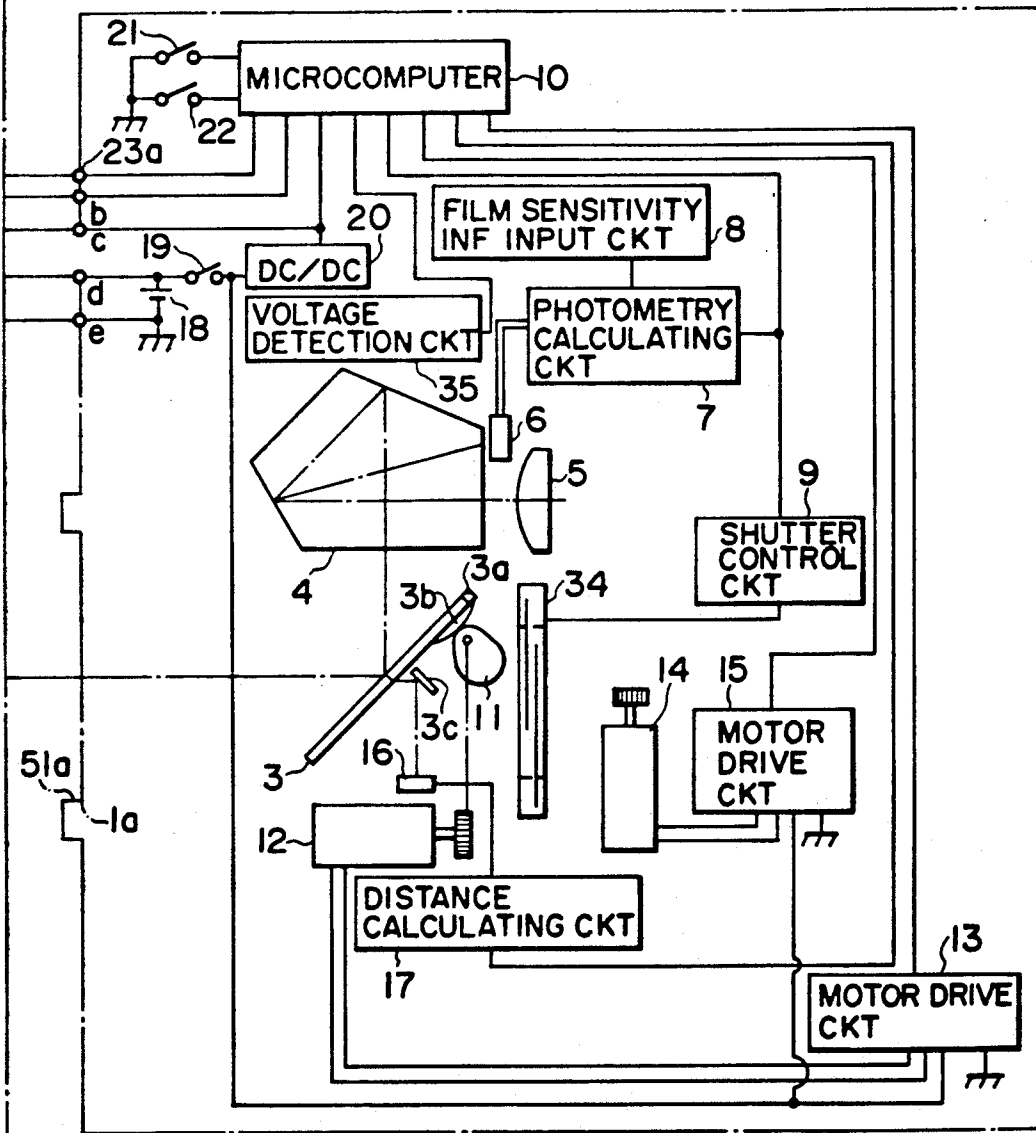 21
MICROCOMPUTER
10
22
23a
b
c
19
20
d
DC/DC
18
e
FILM SENSITIVITY
INF INPUT CKT
8
VOLTAGE
DETECTION CKT
35
PHOTOMETRY
CALCULATING
CKT
7
6
5
4
9
SHUTTER
CONTROL
CKT
3a
3b
34
11
3c
3
16
14
15
MOTOR
DRIVE
CKT
51a
1a
12
DISTANCE
CALCULATING CKT
17
13
MOTOR DRIVE
CKT